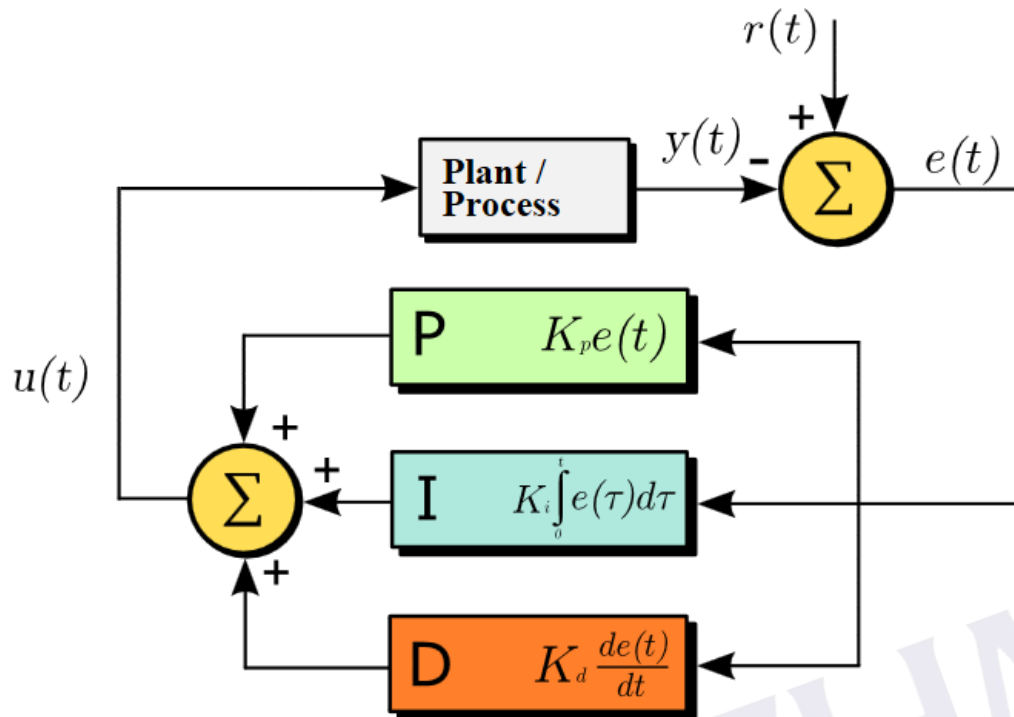 r(t)
+
y(t)
-
Σ
e(t)
Plant /
Process
P K_p e(t)
u(t)
+
+
Σ
I K_i ∫_0^t e(τ)dτ
+
D K_d de(t)/dt